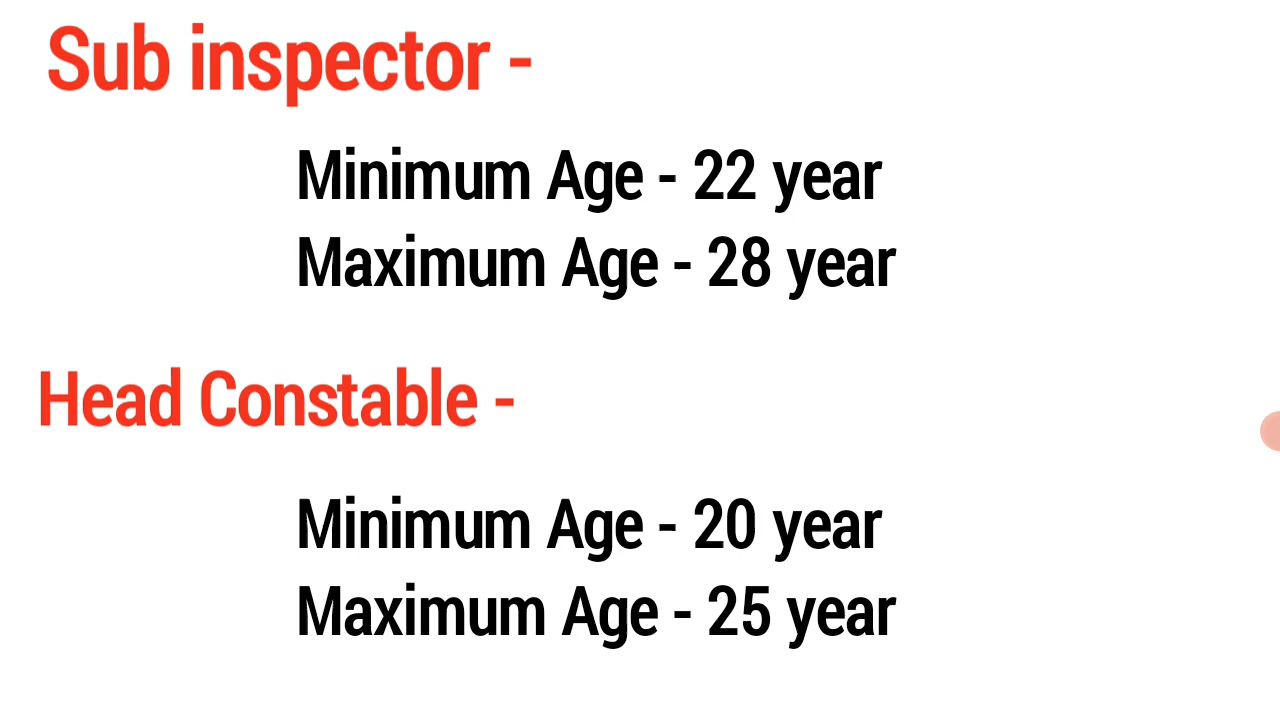 Sub inspector -
Minimum Age - 22 year
Maximum Age - 28 year
Head Constable -
Minimum Age - 20 year
Maximum Age - 25 year